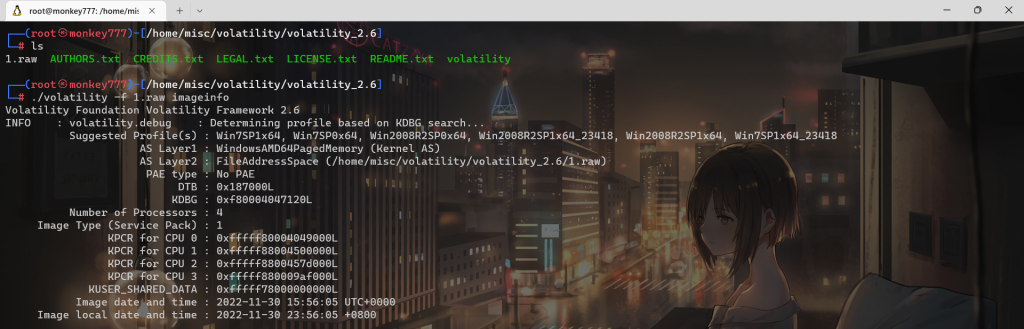 root@monkey777: /home/mis
┌──(root㉿monkey777)-[/home/misc/volatility/volatility_2.6]
└─# ls
1.raw  AUTHORS.txt  CREDITS.txt  LEGAL.txt  LICENSE.txt  README.txt  volatility
┌──(root㉿monkey777)-[/home/misc/volatility/volatility_2.6]
└─# ./volatility -f 1.raw imageinfo
Volatility Foundation Volatility Framework 2.6
INFO    : volatility.debug    : Determining profile based on KDBG search...
Suggested Profile(s) : Win7SP1x64, Win7SP0x64, Win2008R2SP0x64, Win2008R2SP1x64_23418, Win2008R2SP1x64, Win7SP1x64_23418
AS Layer1 : WindowsAMD64PagedMemory (Kernel AS)
AS Layer2 : FileAddressSpace (/home/misc/volatility/volatility_2.6/1.raw)
PAE type : No PAE
DTB : 0x187000L
KDBG : 0xf80004047120L
Number of Processors : 4
Image Type (Service Pack) : 1
KPCR for CPU 0 : 0xfffff80004049000L
KPCR for CPU 1 : 0xfffff88004500000L
KPCR for CPU 2 : 0xfffff8800457d000L
KPCR for CPU 3 : 0xfffff880009af000L
KUSER_SHARED_DATA : 0xfffff78000000000L
Image date and time : 2022-11-30 15:56:05 UTC+0000
Image local date and time : 2022-11-30 23:56:05 +0800